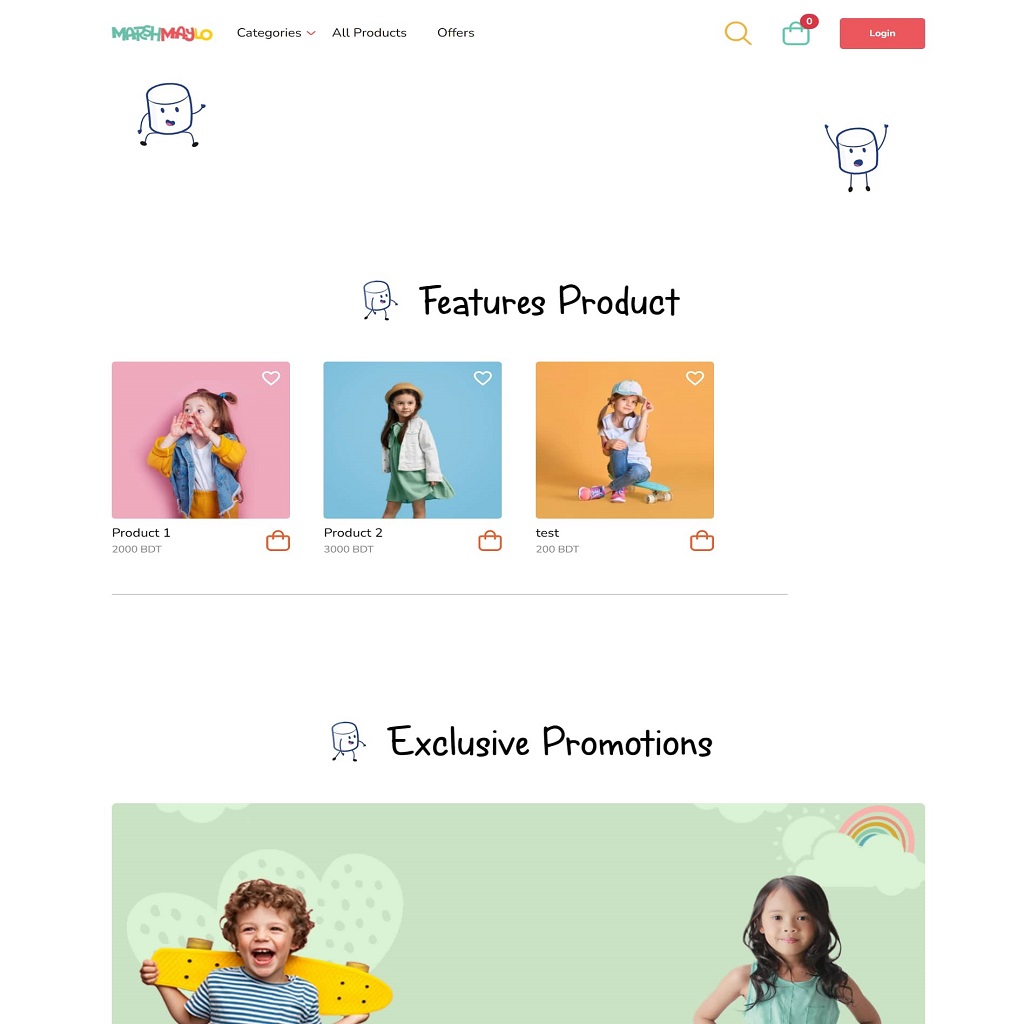 MARSHMAYLO
Categories
All Products
Offers
0
Login
Features Product
Product 1
2000 BDT
Product 2
3000 BDT
test
200 BDT
Exclusive Promotions